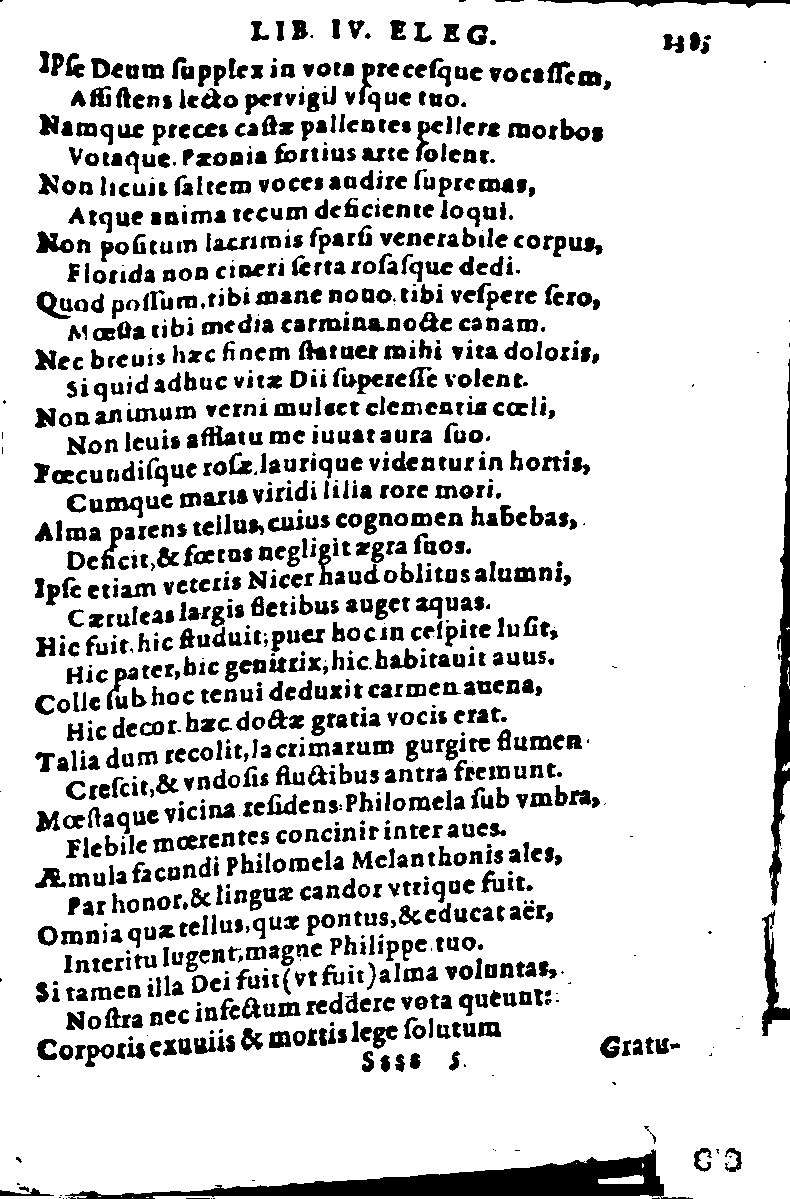 LIB. IV. ELEG.
IPſe Deum ſupplex in vota preceſque vocaſſem,
Aſſiſtens lecto pervigil vſque tuo.
Namque preces caſtæ pallentes pellere morbos
Votaque. Pæonia fortius arte ſolent.
Non licuit ſaltem voces audire ſupremas,
Atque anima tecum deficiente loqui.
Non poſitum lacrimis ſparſi venerabile corpus,
Florida non cineri ſerta roſaſque dedi.
Quod poſſum, tibi mane nouo, tibi veſpere ſero,
Mœſta tibi media carmina nocte canam.
Nec breuis hæc finem ſtatuet mihi vita doloris,
Si quid adhuc vitæ Dii ſupereſſe volent.
Non animum verni mulcet clementia cœli,
Non leuis afflatu me iuuat aura ſuo.
Fœcundiſque roſæ, laurique videntur in hortis,
Cumque maris viridi lilia rore mori.
Alma parens tellus, cuius cognomen habebas,
Deficit, & fœtus negligit ægra ſuos.
Ipſe etiam veteris Nicer haud oblitus alumni,
Cæruleas largis fletibus auget aquas.
Hic fuit, hic ſtuduit; puer hoc in ceſpite luſit,
Hic pater, hic genitrix, hic habitauit auus.
Colle ſub hoc tenui deduxit carmen auena,
Hic decor. hæc doctæ gratia vocis erat.
Talia dum recolit, lacrimarum gurgite flumen
Creſcit, & vndoſis fluctibus antra fremunt.
Mœſtaque vicina reſidens Philomela ſub vmbra,
Flebile mœrentes concinit inter aues.
Æmula facundi Philomela Melanthonis ales,
Par honor, & linguæ candor vtrique fuit.
Omnia quæ tellus, quæ pontus, & educat aër,
Interitu lugent, magne Philippe tuo.
Si tamen illa Dei fuit (vt fuit) alma voluntas,
Noſtra nec infectum reddere vota queunt:
Corporis exuuiis & mortis lege ſolutum
Ssss 5. Gratu-